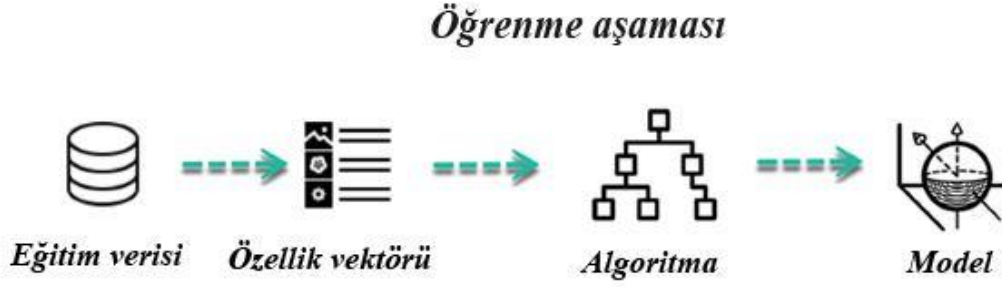 Öğrenme aşaması
Eğitim verisi
Özellik vektörü
Algoritma
Model